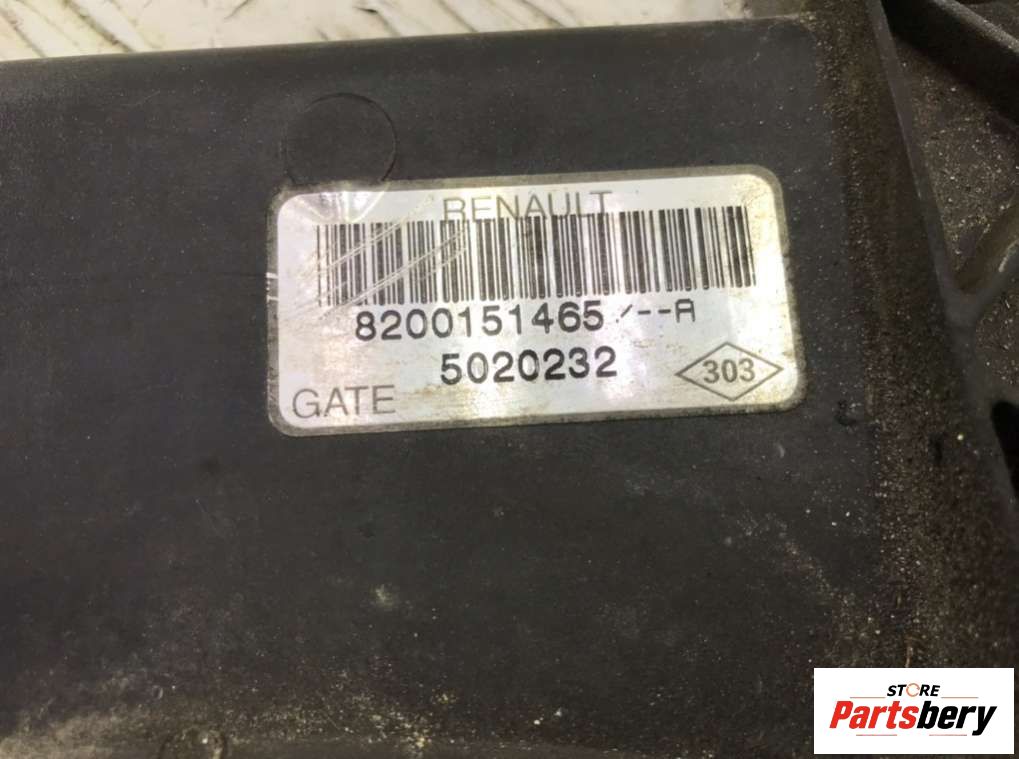 RENAULT
8200151465/--A
5020232
303
GATE
STORE
Partsbery